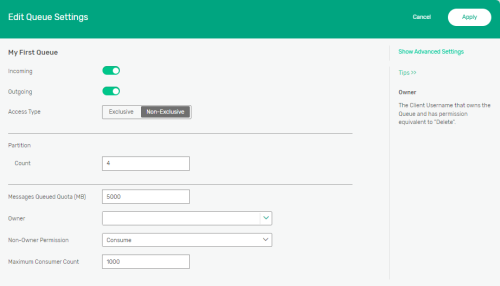 Edit Queue Settings
Cancel
Apply
My First Queue
Incoming
Outgoing
Access Type
Exclusive
Non-Exclusive
Partition
Count
4
Messages Queued Quota (MB)
5000
Owner
Non-Owner Permission
Consume
Maximum Consumer Count
1000
Show Advanced Settings
Tips
Owner
The Client Username that owns the
Queue and has permission
equivalent to "Delete".